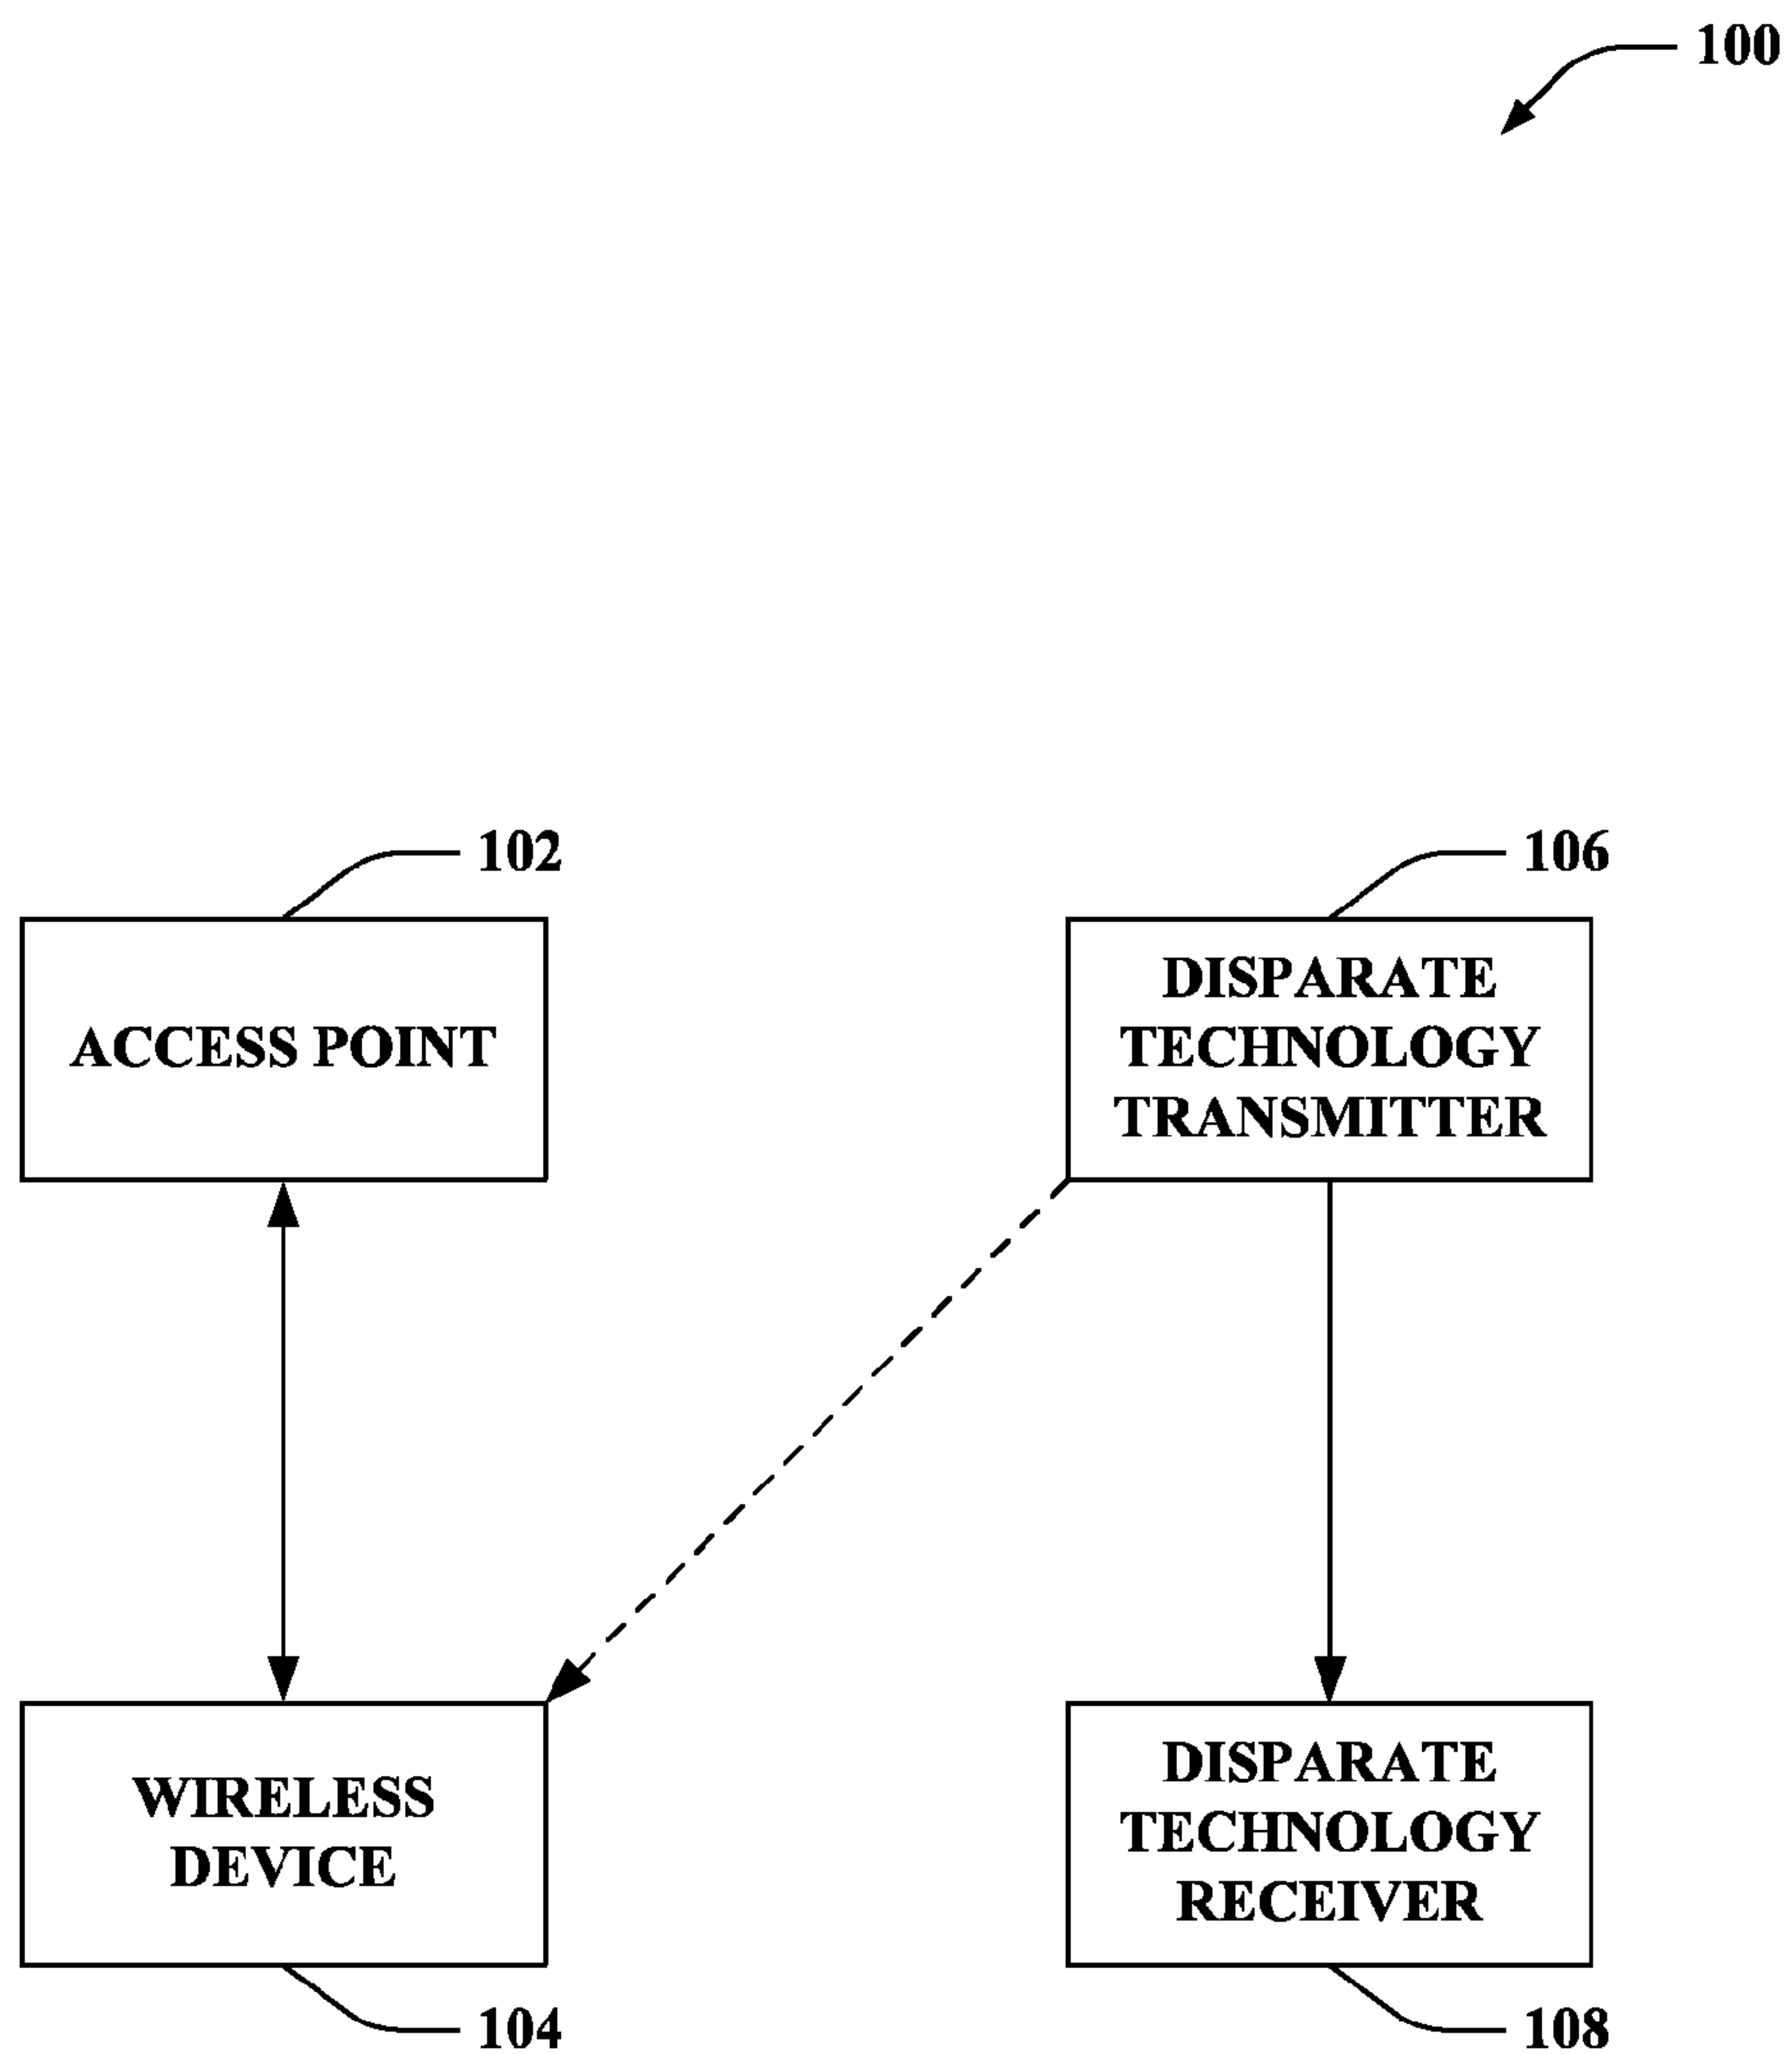 100
102
106
ACCESS POINT
DISPARATE
TECHNOLOGY
TRANSMITTER
WIRELESS
DEVICE
DISPARATE
TECHNOLOGY
RECEIVER
104
108